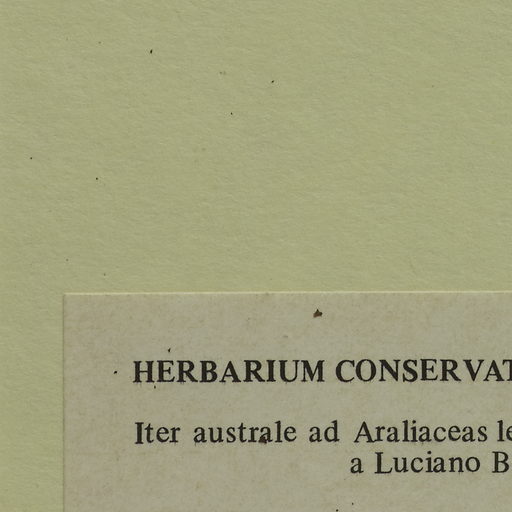 HERBARIUM CONSERVAT
Iter australe ad Araliaceas le
a Luciano B